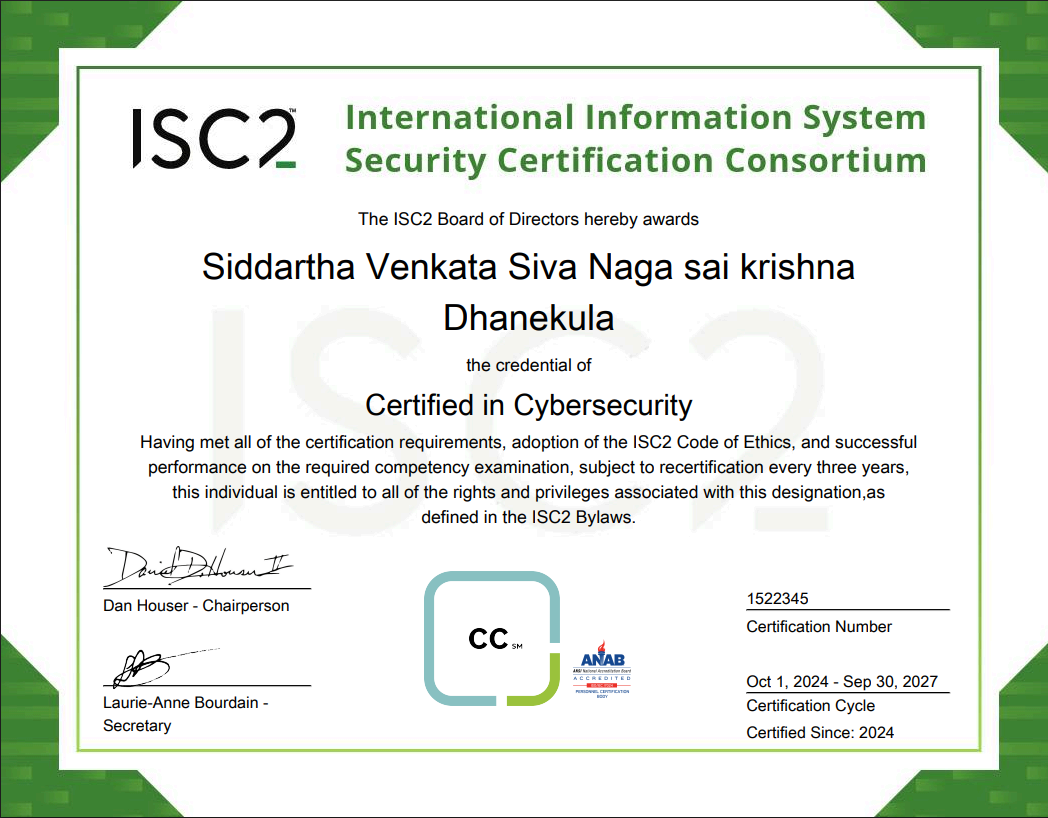 ISC2™
International Information System
Security Certification Consortium
The ISC2 Board of Directors hereby awards
Siddartha Venkata Siva Naga sai krishna
Dhanekula
the credential of
Certified in Cybersecurity
Having met all of the certification requirements, adoption of the ISC2 Code of Ethics, and successful
performance on the required competency examination, subject to recertification every three years,
this individual is entitled to all of the rights and privileges associated with this designation,as
defined in the ISC2 Bylaws.
David D. Houser II
Dan Houser - Chairperson
Laurie-Anne Bourdain -
Secretary
CC SM
ANAB
ANSI National Accreditation Board
ACCREDITED
PERSONNEL CERTIFICATION
BODY
1522345
Certification Number
Oct 1, 2024 - Sep 30, 2027
Certification Cycle
Certified Since: 2024